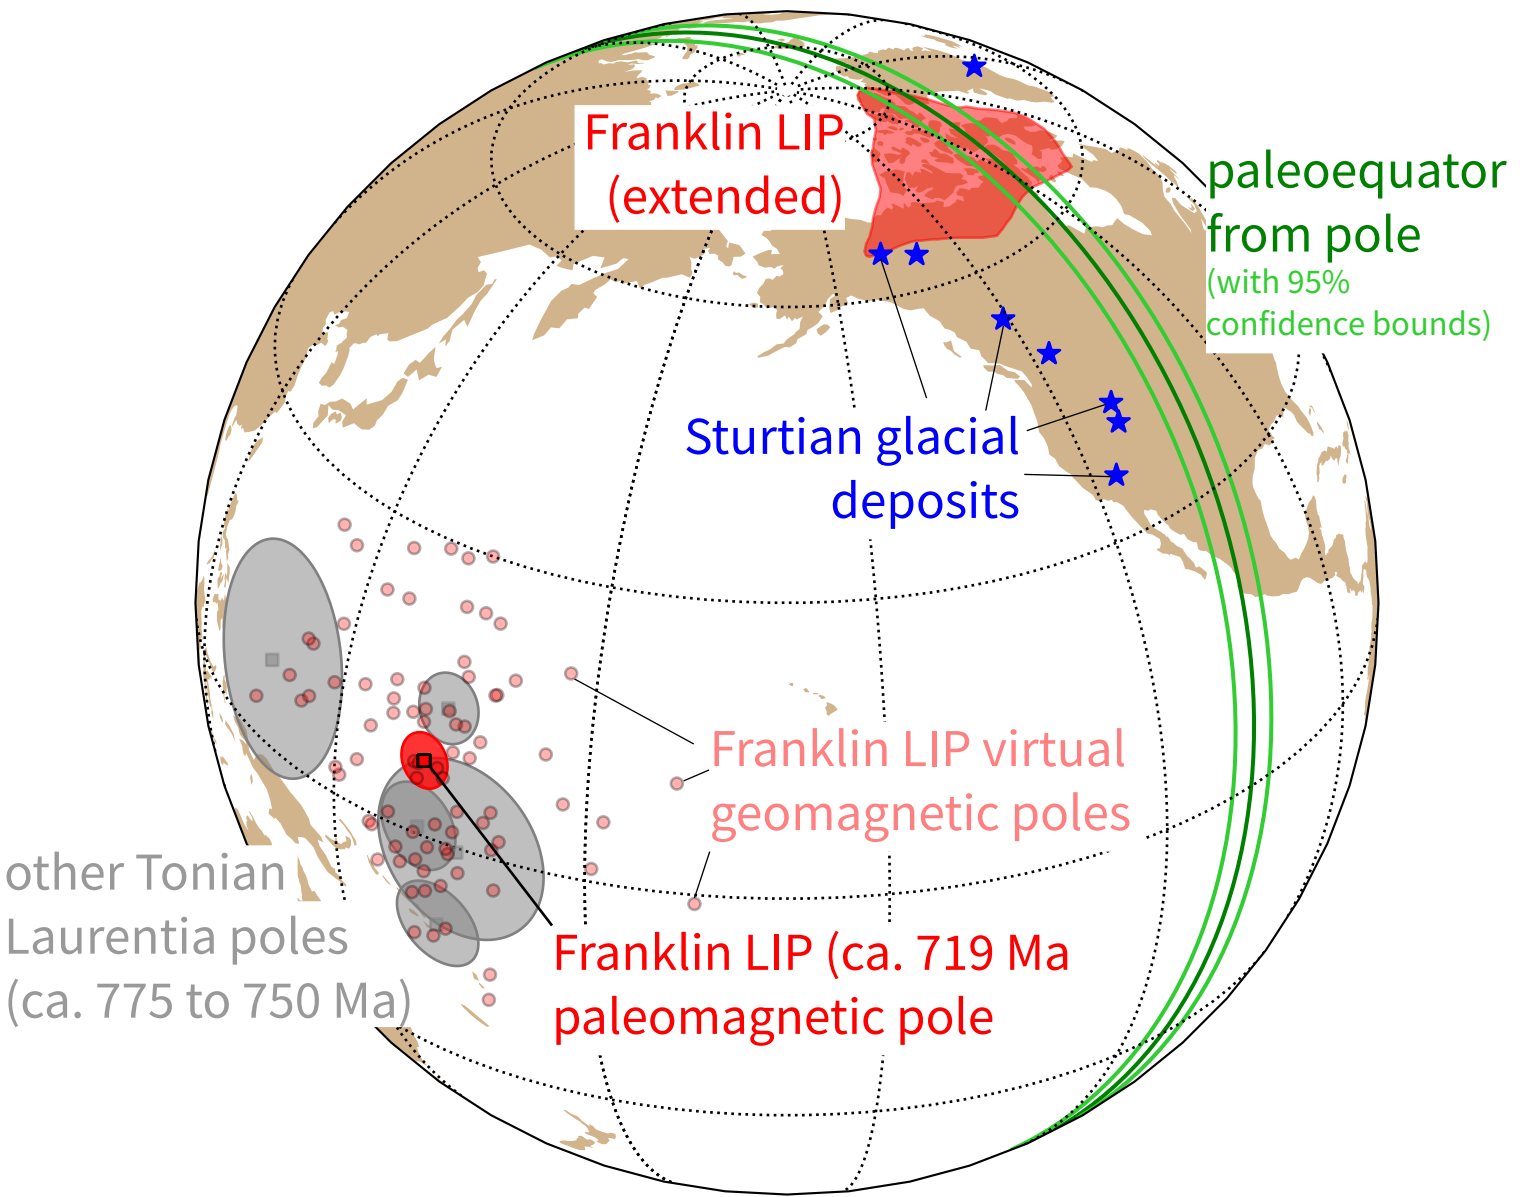 Franklin LIP
(extended)
paleoequator
from pole
(with 95%
confidence bounds)
Sturtian glacial
deposits
Franklin LIP virtual
geomagnetic poles
other Tonian
Laurentia poles
(ca. 775 to 750 Ma)
Franklin LIP (ca. 719 Ma
paleomagnetic pole